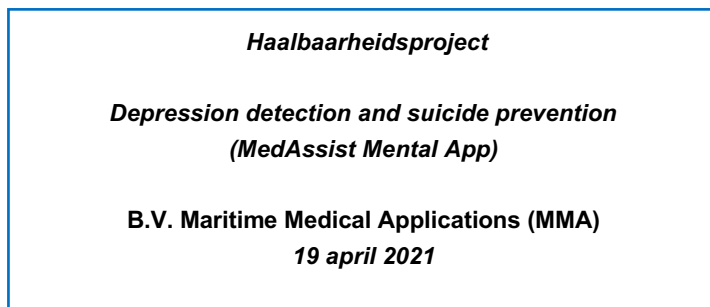 Haalbaarheidsproject
Depression detection and suicide prevention
(MedAssist Mental App)
B.V. Maritime Medical Applications (MMA)
19 april 2021